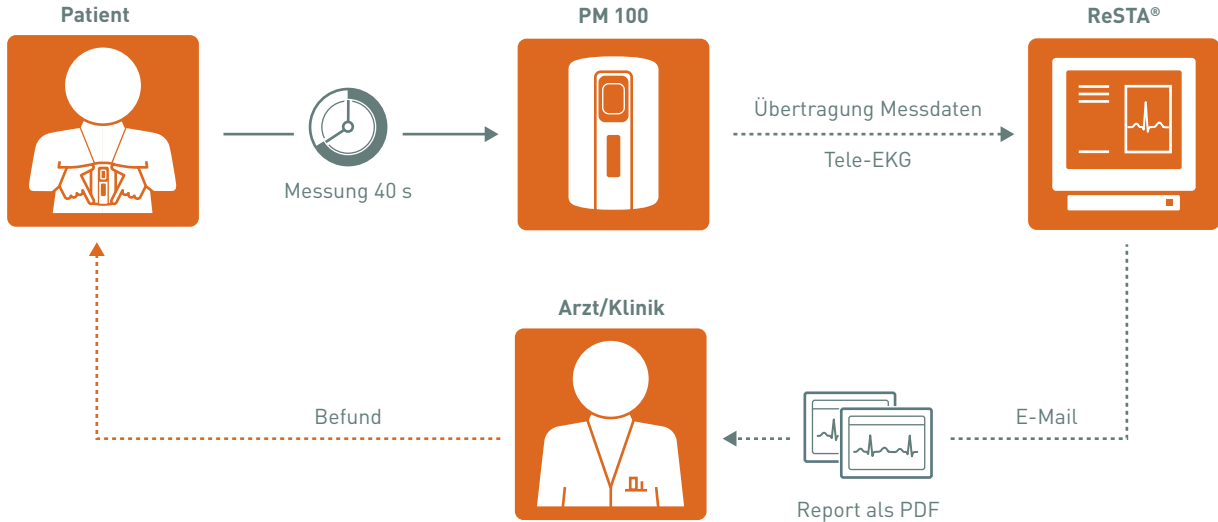 Patient
PM 100
ReSTA®
Messung 40 s
Übertragung Messdaten
Tele-EKG
Arzt/Klinik
Befund
E-Mail
Report als PDF